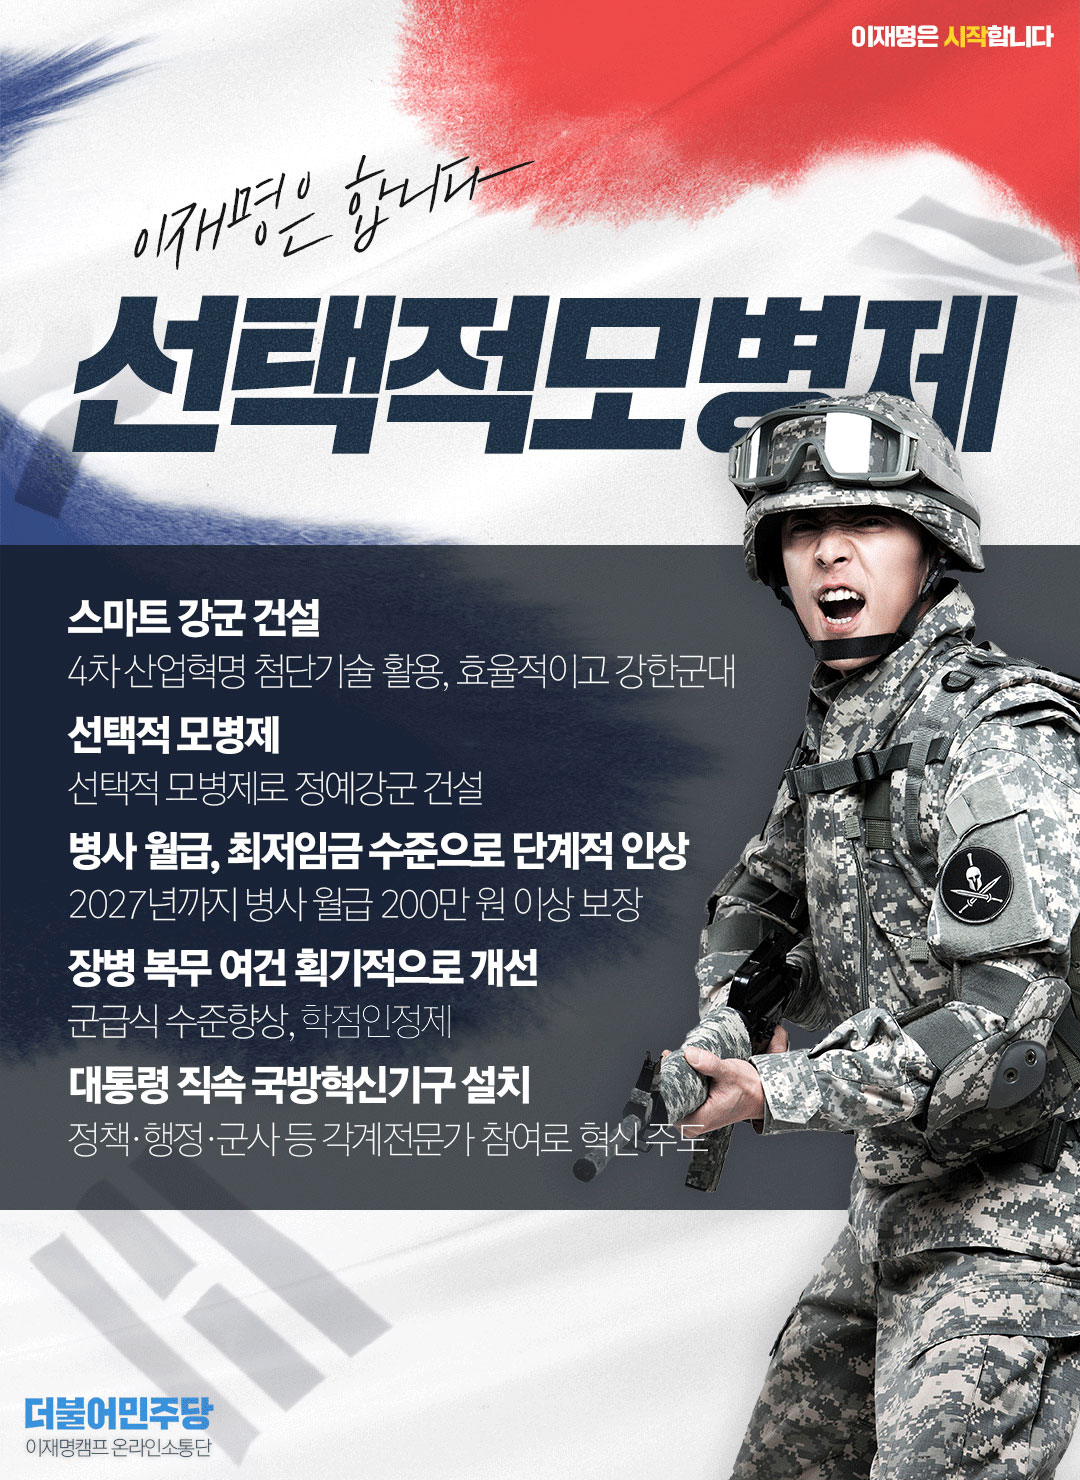 이재명은 시작합니다
이재명은 합니다
선택적모병제
스마트 강군 건설
4차 산업혁명 첨단기술 활용, 효율적이고 강한군대
선택적 모병제
선택적 모병제로 정예강군 건설
병사 월급, 최저임금 수준으로 단계적 인상
2027년까지 병사 월급 200만 원 이상 보장
장병 복무 여건 획기적으로 개선
군급식 수준향상, 학점인정제
대통령 직속 국방혁신기구 설치
정책·행정·군사 등 각계전문가 참여로 혁신 주도
더불어민주당
이재명캠프 온라인소통단